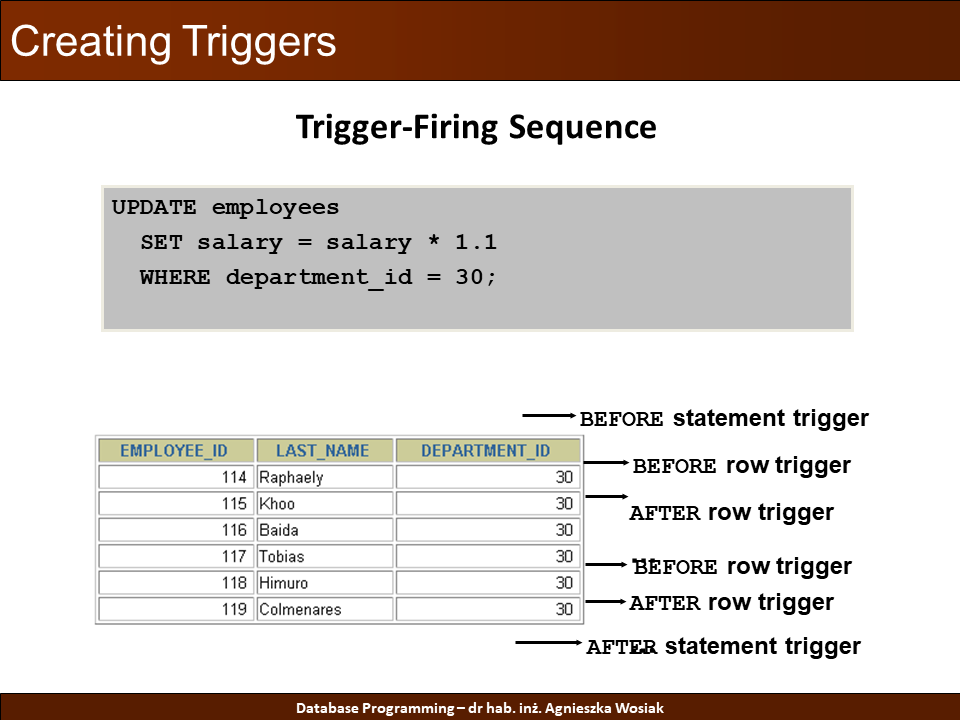 Creating Triggers
Trigger-Firing Sequence
UPDATE employees
SET salary = salary * 1.1
WHERE department_id = 30;
BEFORE statement trigger
EMPLOYEE_ID LAST_NAME DEPARTMENT_ID
BEFORE row trigger
114 Raphaely 30
115 Khoo 30
AFTER row trigger
116 Baida 30
117 Tobias 30
...
BEFORE row trigger
118 Himuro 30
119 Colmenares 30
AFTER row trigger
...
AFTER statement trigger
Database Programming – dr hab. inż. Agnieszka Wosiak